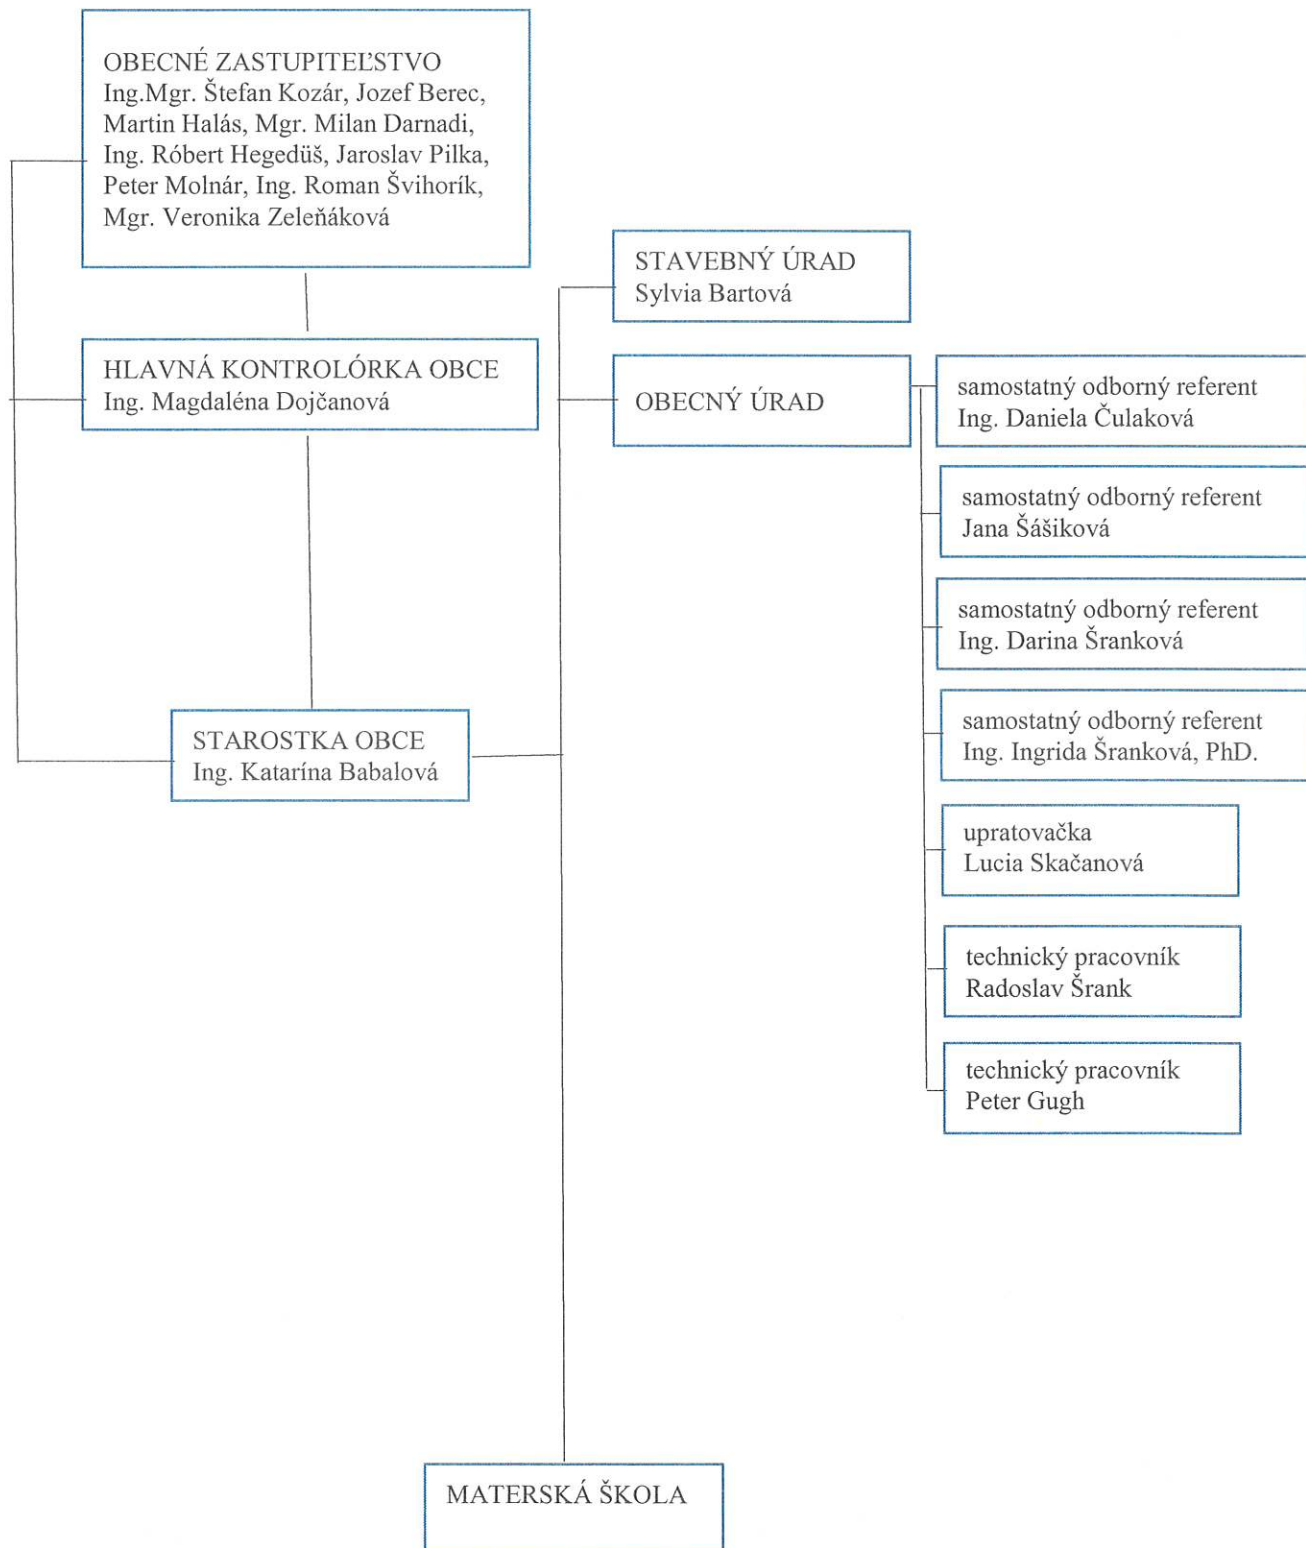 OBECNÉ ZASTUPITEĽSTVO
Ing.Mgr. Štefan Kozár, Jozef Berec,
Martin Halás, Mgr. Milan Darnadi,
Ing. Róbert Hegedüš, Jaroslav Pilka,
Peter Molnár, Ing. Roman Švihorík,
Mgr. Veronika Zeleňáková
HLAVNÁ KONTROLÓRKA OBCE
Ing. Magdaléna Dojčanová
STAROSTKA OBCE
Ing. Katarína Babalová
STAVEBNÝ ÚRAD
Sylvia Bartová
OBECNÝ ÚRAD
samostatný odborný referent
Ing. Daniela Čulaková
samostatný odborný referent
Jana Šášiková
samostatný odborný referent
Ing. Darina Šranková
samostatný odborný referent
Ing. Ingrida Šranková, PhD.
upratovačka
Lucia Skačanová
technický pracovník
Radoslav Šrank
technický pracovník
Peter Gugh
MATERSKÁ ŠKOLA